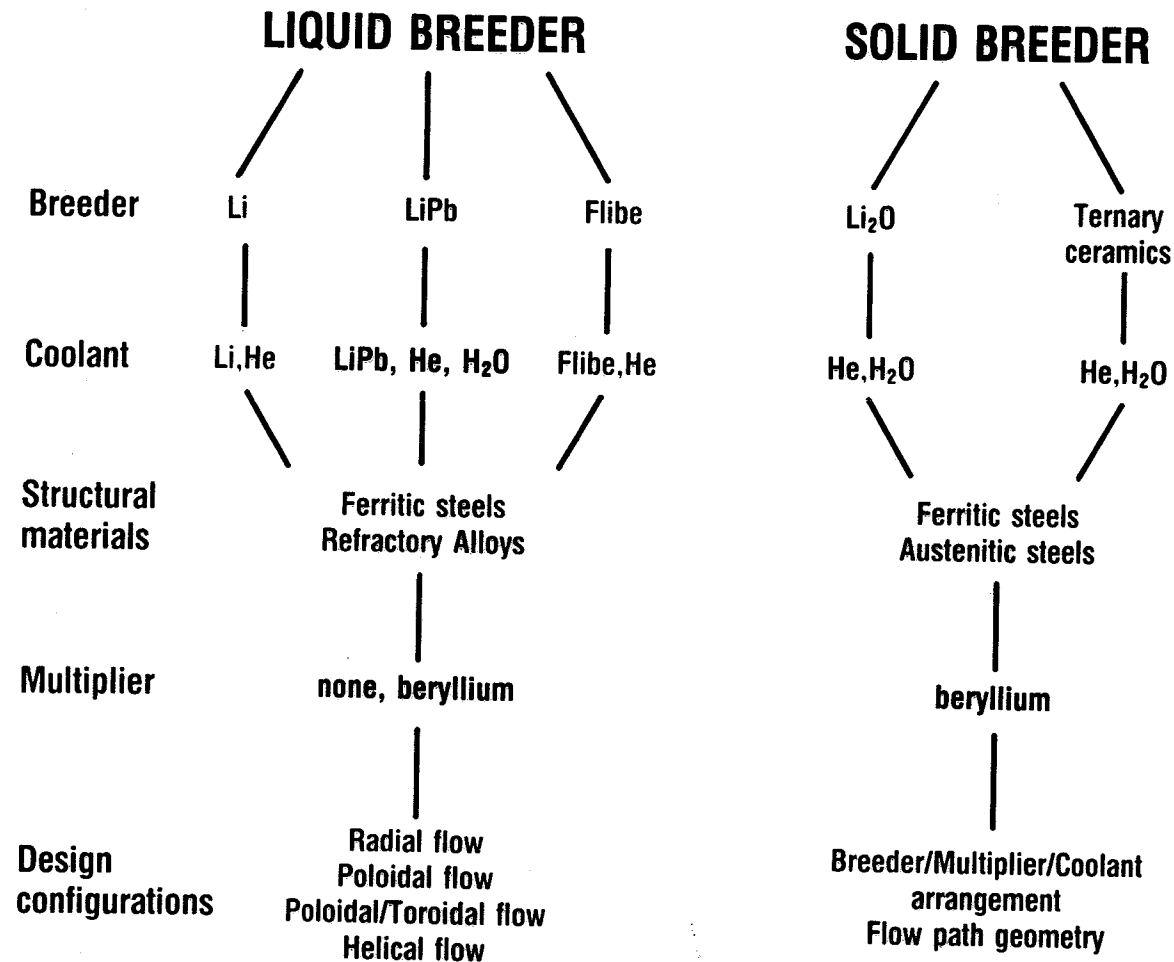 LIQUID BREEDER
SOLID BREEDER
Breeder
Li
LiPb
Flibe
Li₂O
Ternary
ceramics
Coolant
Li,He
LiPb, He, H₂O
Flibe,He
He,H₂O
He,H₂O
Structural
materials
Ferritic steels
Refractory Alloys
Ferritic steels
Austenitic steels
Multiplier
none, beryllium
beryllium
Design
configurations
Radial flow
Poloidal flow
Poloidal/Toroidal flow
Helical flow
Breeder/Multiplier/Coolant
arrangement
Flow path geometry